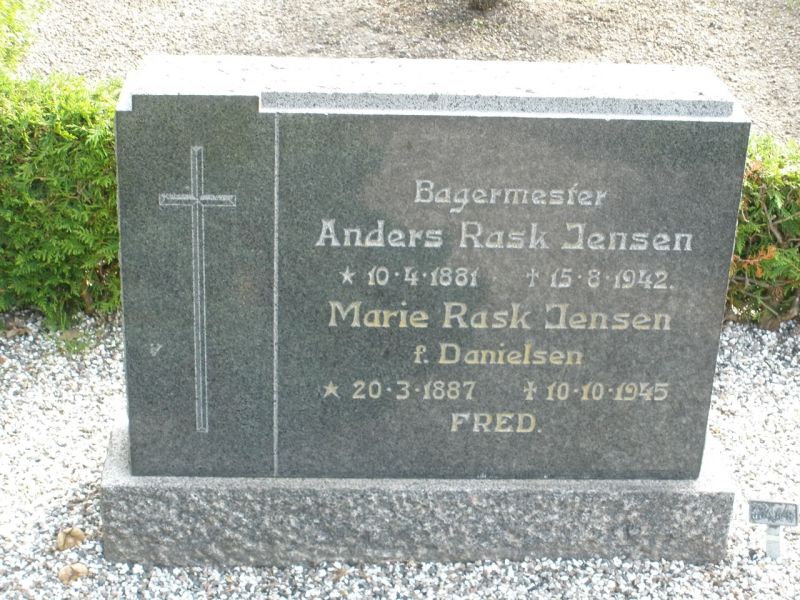 Bagermester
Anders Rask Jensen
* 10·4·1881 † 15·8·1942.
Marie Rask Jensen
f. Danielsen
* 20·3·1887 † 10·10·1945
FRED.